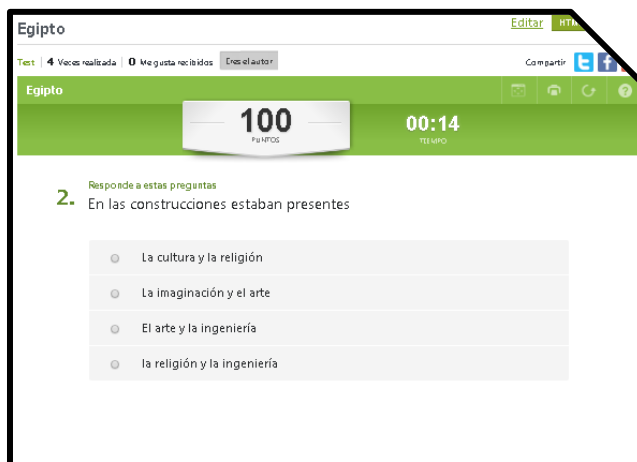 Egipto
Editar HT
Test 4 Veces realizada 0 Me gusta recibidos Eres el autor
Compartir
Egipto
100
PUNTOS
00:14
TIEMPO
Responde a estas preguntas
2. En las construcciones estaban presentes
La cultura y la religión
La imaginación y el arte
El arte y la ingeniería
la religión y la ingeniería